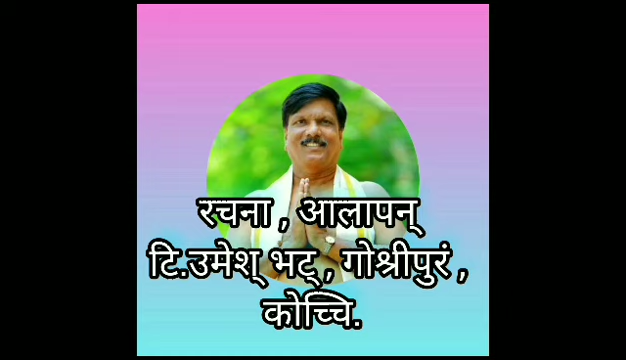 रचना , आलापन्
टि.उमेश् भट् , गोश्रीपुरं ,
कोच्चि.